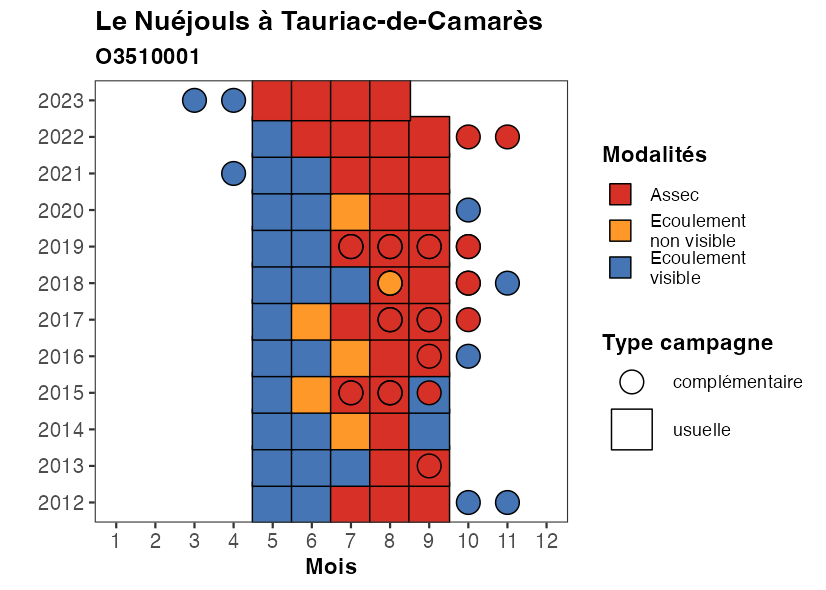 Le Nuéjouls à Tauriac-de-Camarès
O3510001
2023
2022
2021
2020
2019
2018
2017
2016
2015
2014
2013
2012
1 2 3 4 5 6 7 8 9 10 11 12
Mois
Modalités
Assec
Ecoulement
non visible
Ecoulement
visible
Type campagne
complémentaire
usuelle